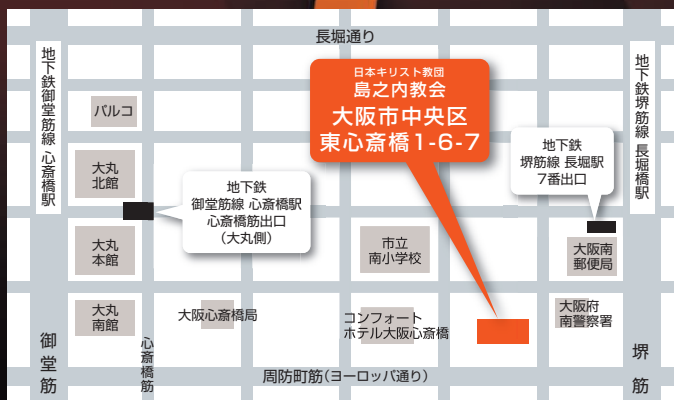 長堀通り
地下鉄御堂筋線 心斎橋駅
地下鉄堺筋線 長堀橋駅
日本キリスト教団
島之内教会
大阪市中央区
東心斎橋1-6-7
パルコ
大丸
北館
地下鉄
御堂筋線 心斎橋駅
心斎橋筋出口
(大丸側)
地下鉄
堺筋線 長堀駅
7番出口
大丸
本館
市立
南小学校
大阪南
郵便局
大丸
南館
大阪心斎橋局
コンフォート
ホテル大阪心斎橋
大阪府
南警察署
御堂筋
心斎橋筋
堺筋
周防町筋(ヨーロッパ通り)